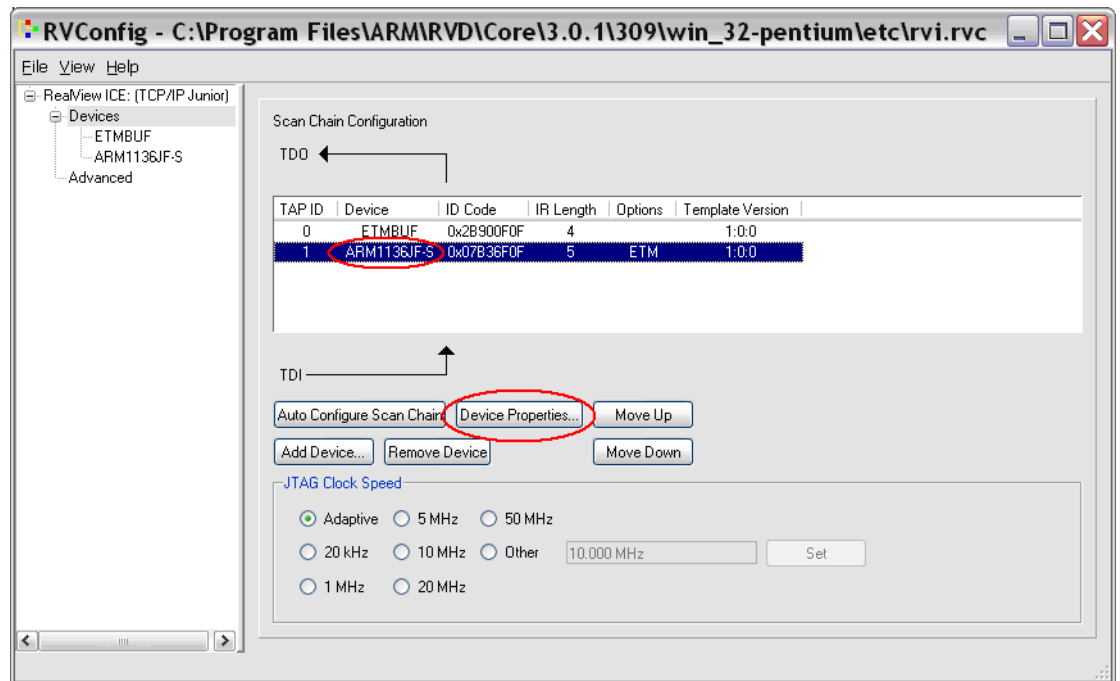 RVConfig - C:\Program Files\ARM\RVD\Core\3.0.1\309\win_32-pentium\etc\rvi.rvc
File View Help
RealView ICE: (TCP/IP Junior)
Devices
ETMBUF
ARM1136JF-S
Advanced
Scan Chain Configuration
TDO
TAP ID Device ID Code IR Length Options Template Version
0 ETMBUF 0x2B900F0F 4 1:0:0
1 ARM1136JF-S 0x07B36F0F 5 ETM 1:0:0
TDI
Auto Configure Scan Chain Device Properties... Move Up
Add Device... Remove Device Move Down
JTAG Clock Speed
Adaptive 5 MHz 50 MHz
20 kHz 10 MHz Other 10.000 MHz Set
1 MHz 20 MHz